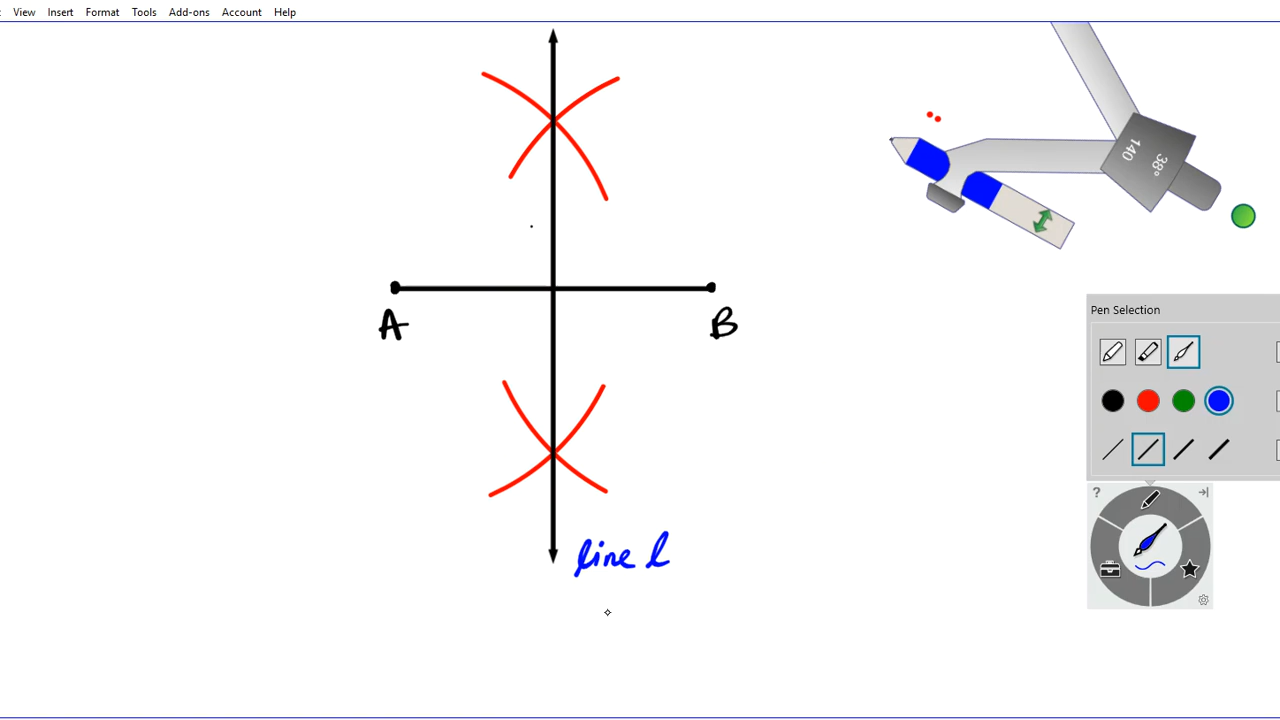 View Insert Format Tools Add-ons Account Help
140 38°
A B
Pen Selection
line l
?